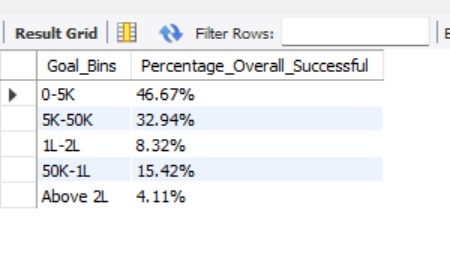 Result Grid Filter Rows: E
Goal_Bins Percentage_Overall_Successful
0-5K 46.67%
5K-50K 32.94%
1L-2L 8.32%
50K-1L 15.42%
Above 2L 4.11%